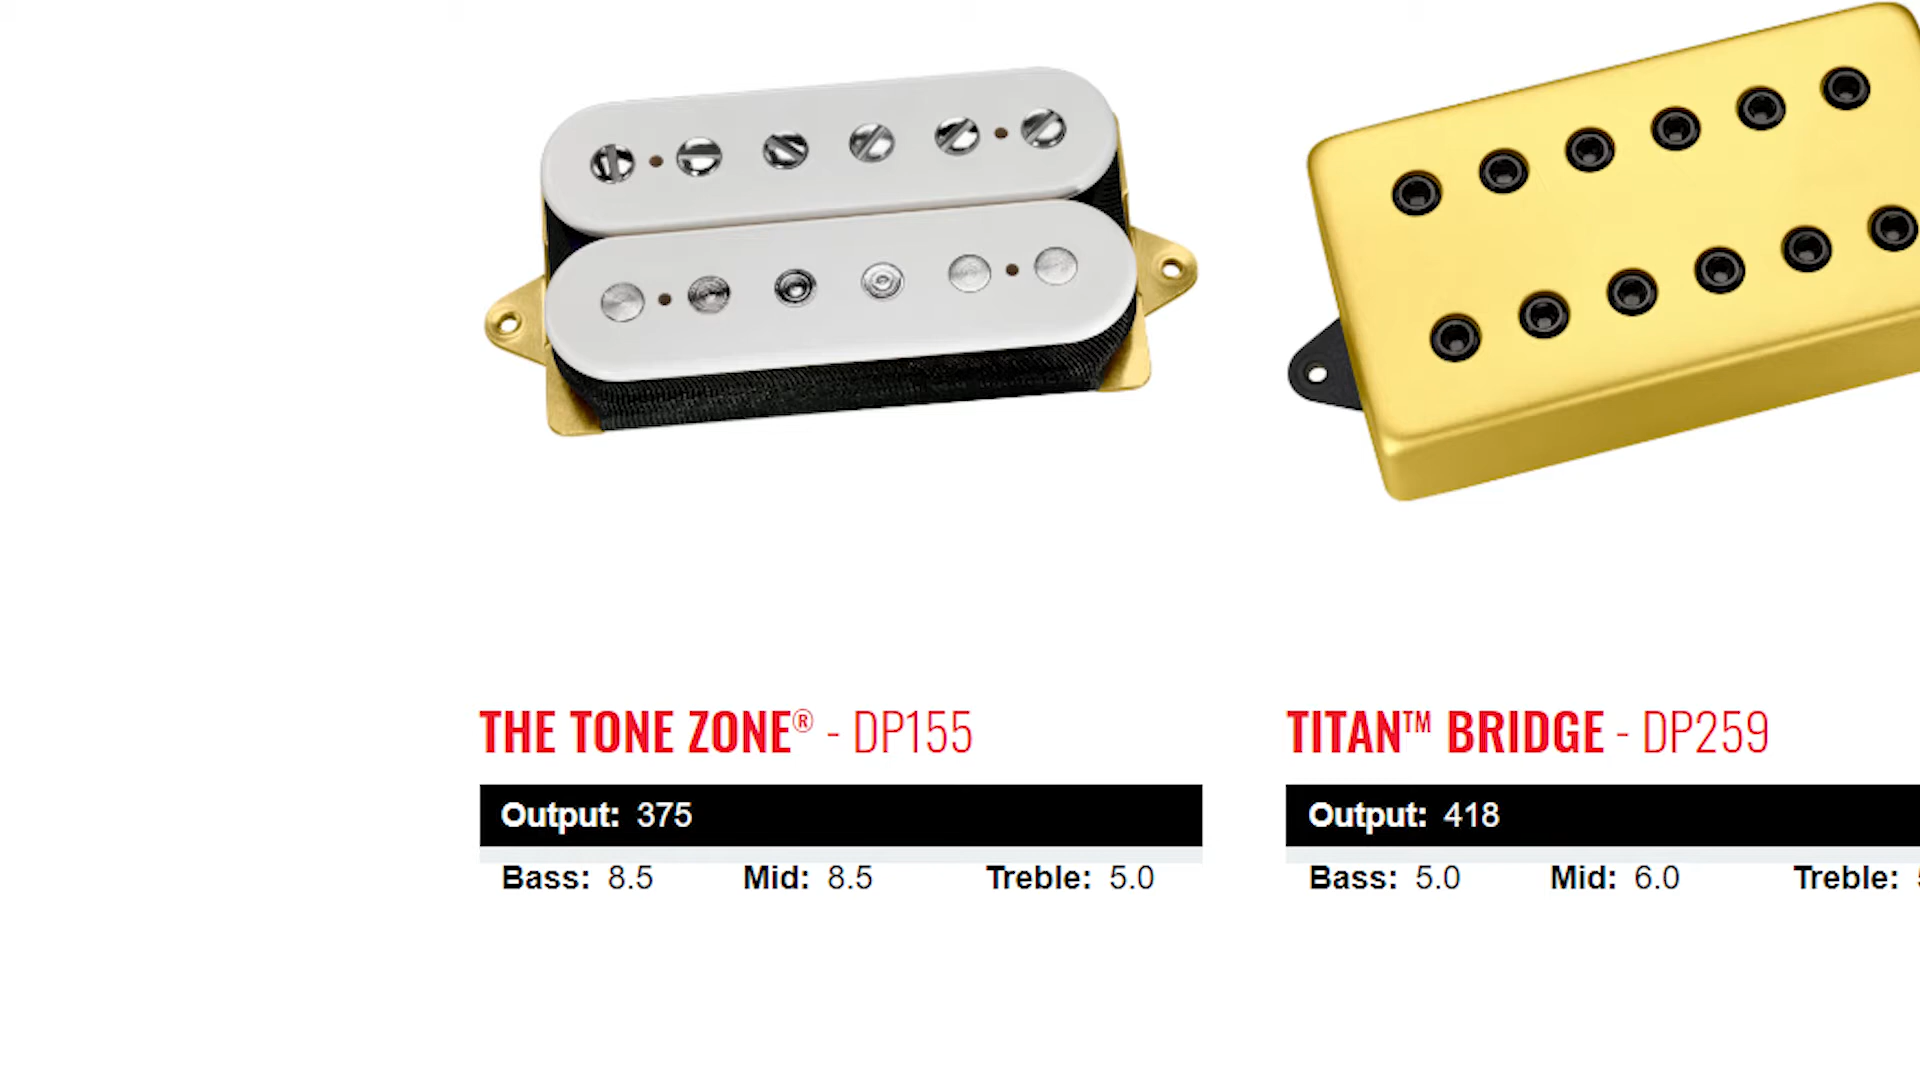 THE TONE ZONE® - DP155
Output: 375
Bass: 8.5 Mid: 8.5 Treble: 5.0
TITAN™ BRIDGE - DP259
Output: 418
Bass: 5.0 Mid: 6.0 Treble: